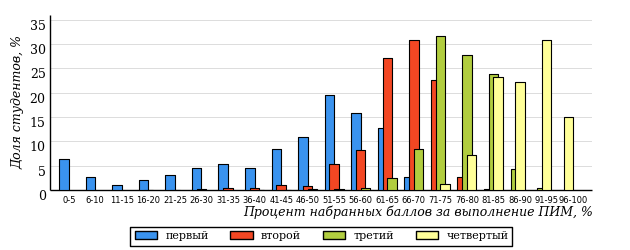 Доля студентов, %
35
30
25
20
15
10
5
0
0-5 6-10 11-15 16-20 21-25 26-30 31-35 36-40 41-45 46-50 51-55 56-60 61-65 66-70 71-75 76-80 81-85 86-90 91-95 96-100
Процент набранных баллов за выполнение ПИМ, %
первый второй третий четвертый